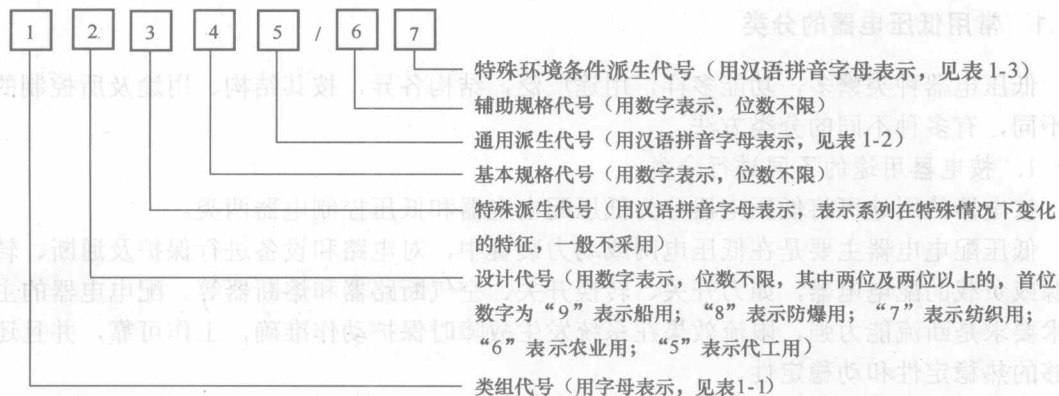 1 2 3 4 5 / 6 7
特殊环境条件派生代号（用汉语拼音字母表示，见表 1-3）
辅助规格代号（用数字表示，位数不限）
通用派生代号（用汉语拼音字母表示，见表 1-2）
基本规格代号（用数字表示，位数不限）
特殊派生代号（用汉语拼音字母表示，表示系列在特殊情况下变化
的特征，一般不采用）
设计代号（用数字表示，位数不限，其中两位及两位以上的，首位
数字为“9”表示船用；“8”表示防爆用；“7”表示纺织用；
“6”表示农业用；“5”表示代工用）
类组代号（用字母表示，见表1-1）